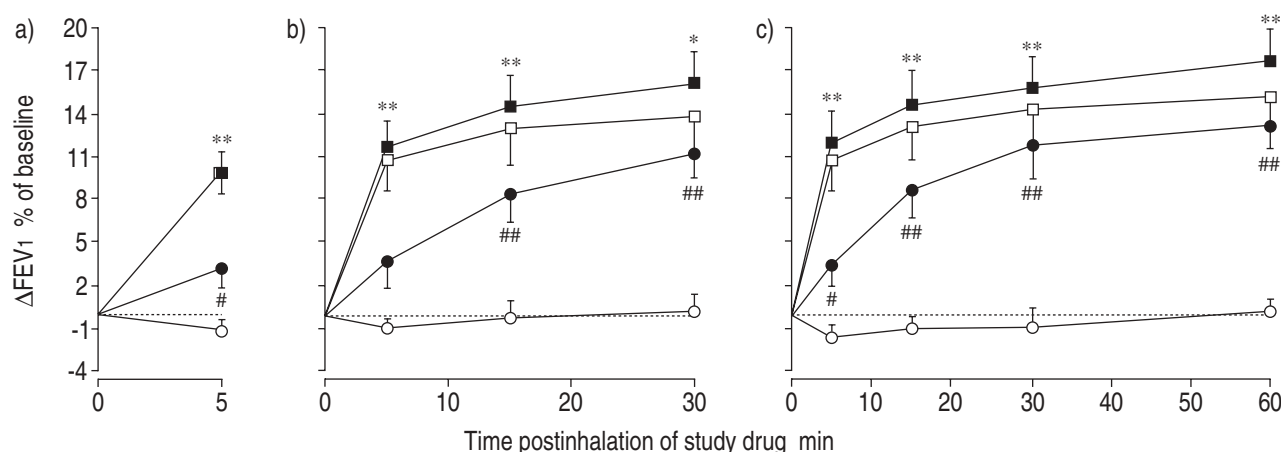 a)
b)
c)
20
17
14
11
8
5
2
-1
-4
ΔFEV1 % of baseline
**
#
0
5
** ** *
## ##
0 10 20 30
** ** ** **
# ## ## ##
0 10 20 30 40 50 60
Time postinhalation of study drug min